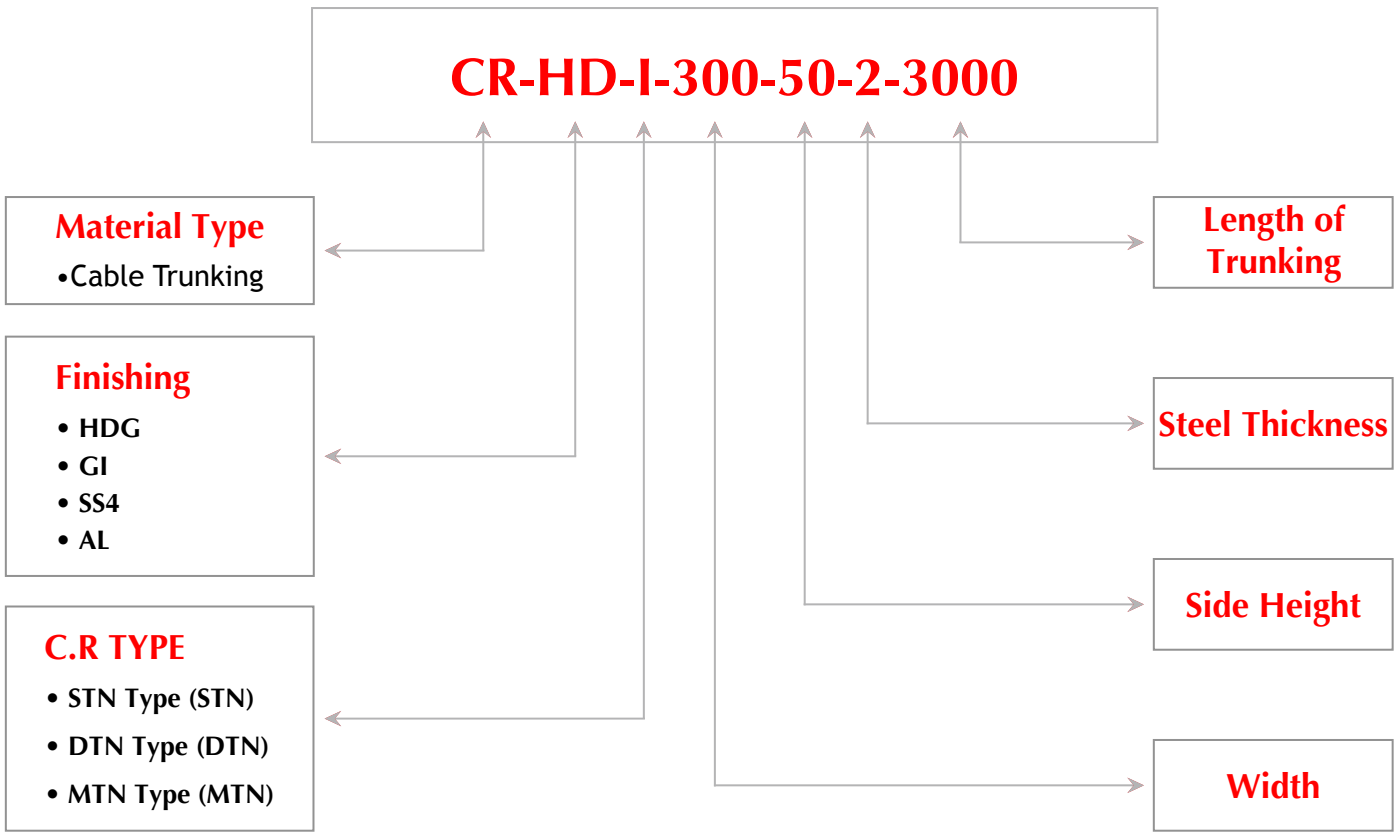 CR-HD-I-300-50-2-3000
Material Type
•Cable Trunking
Finishing
• HDG
• GI
• SS4
• AL
C.R TYPE
• STN Type (STN)
• DTN Type (DTN)
• MTN Type (MTN)
Length of
Trunking
Steel Thickness
Side Height
Width